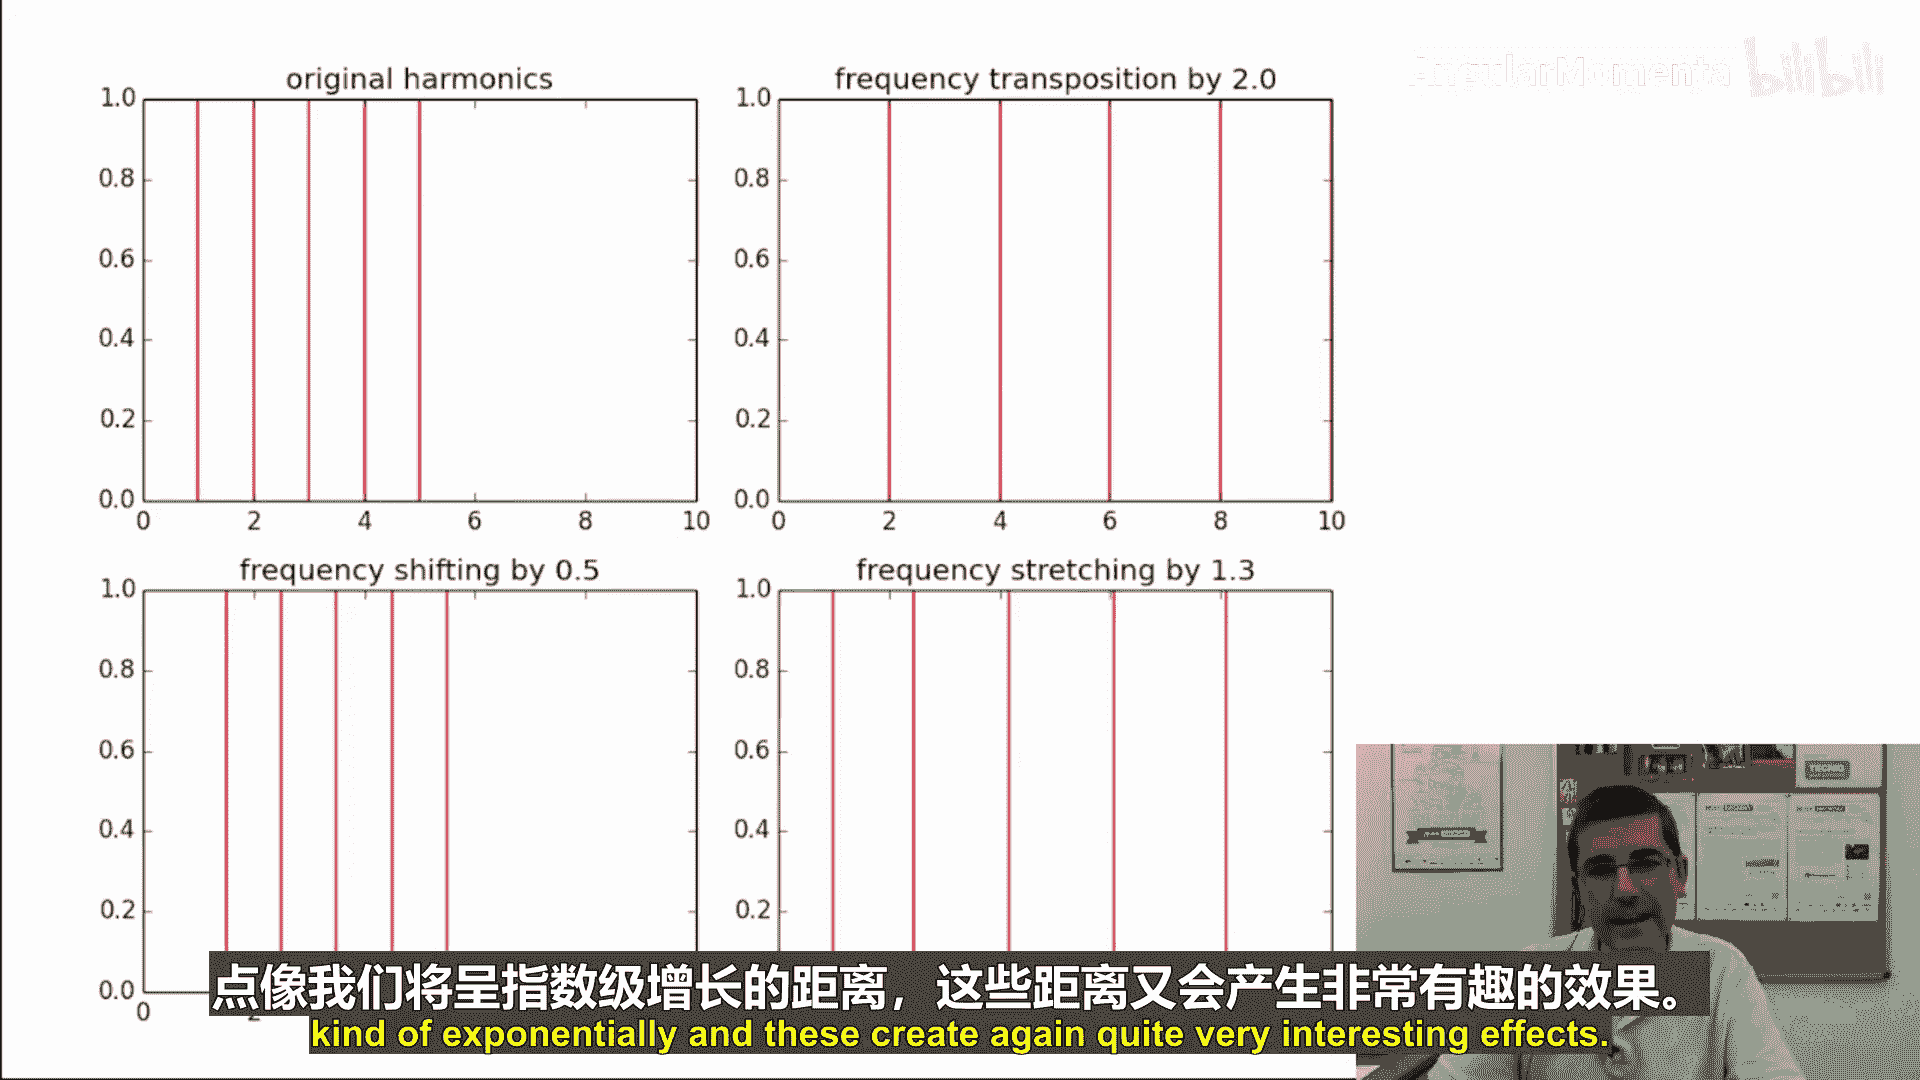 AngularMomenta bilibili
original harmonics
1.0
0.8
0.6
0.4
0.2
0.0
0 2 4 6 8 10
frequency transposition by 2.0
1.0
0.8
0.6
0.4
0.2
0.0
0 2 4 6 8 10
frequency shifting by 0.5
1.0
0.8
0.6
0.4
0.2
0.0
0
frequency stretching by 1.3
1.0
0.8
0.6
0.4
0.2
点像我们将呈指数级增长的距离，这些距离又会产生非常有趣的效果。
kind of exponentially and these create again quite very interesting effects.